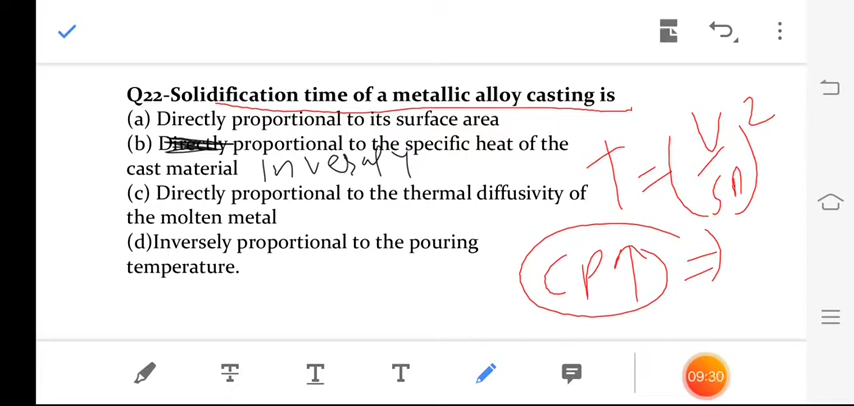 Q22-Solidification time of a metallic alloy casting is
(a) Directly proportional to its surface area
(b) Directly proportional to the specific heat of the
cast material inversaly
(c) Directly proportional to the thermal diffusivity of
the molten metal
(d)Inversely proportional to the pouring
temperature.
T=(V/SA)²
CP↑ ⇒
T T T
09:30